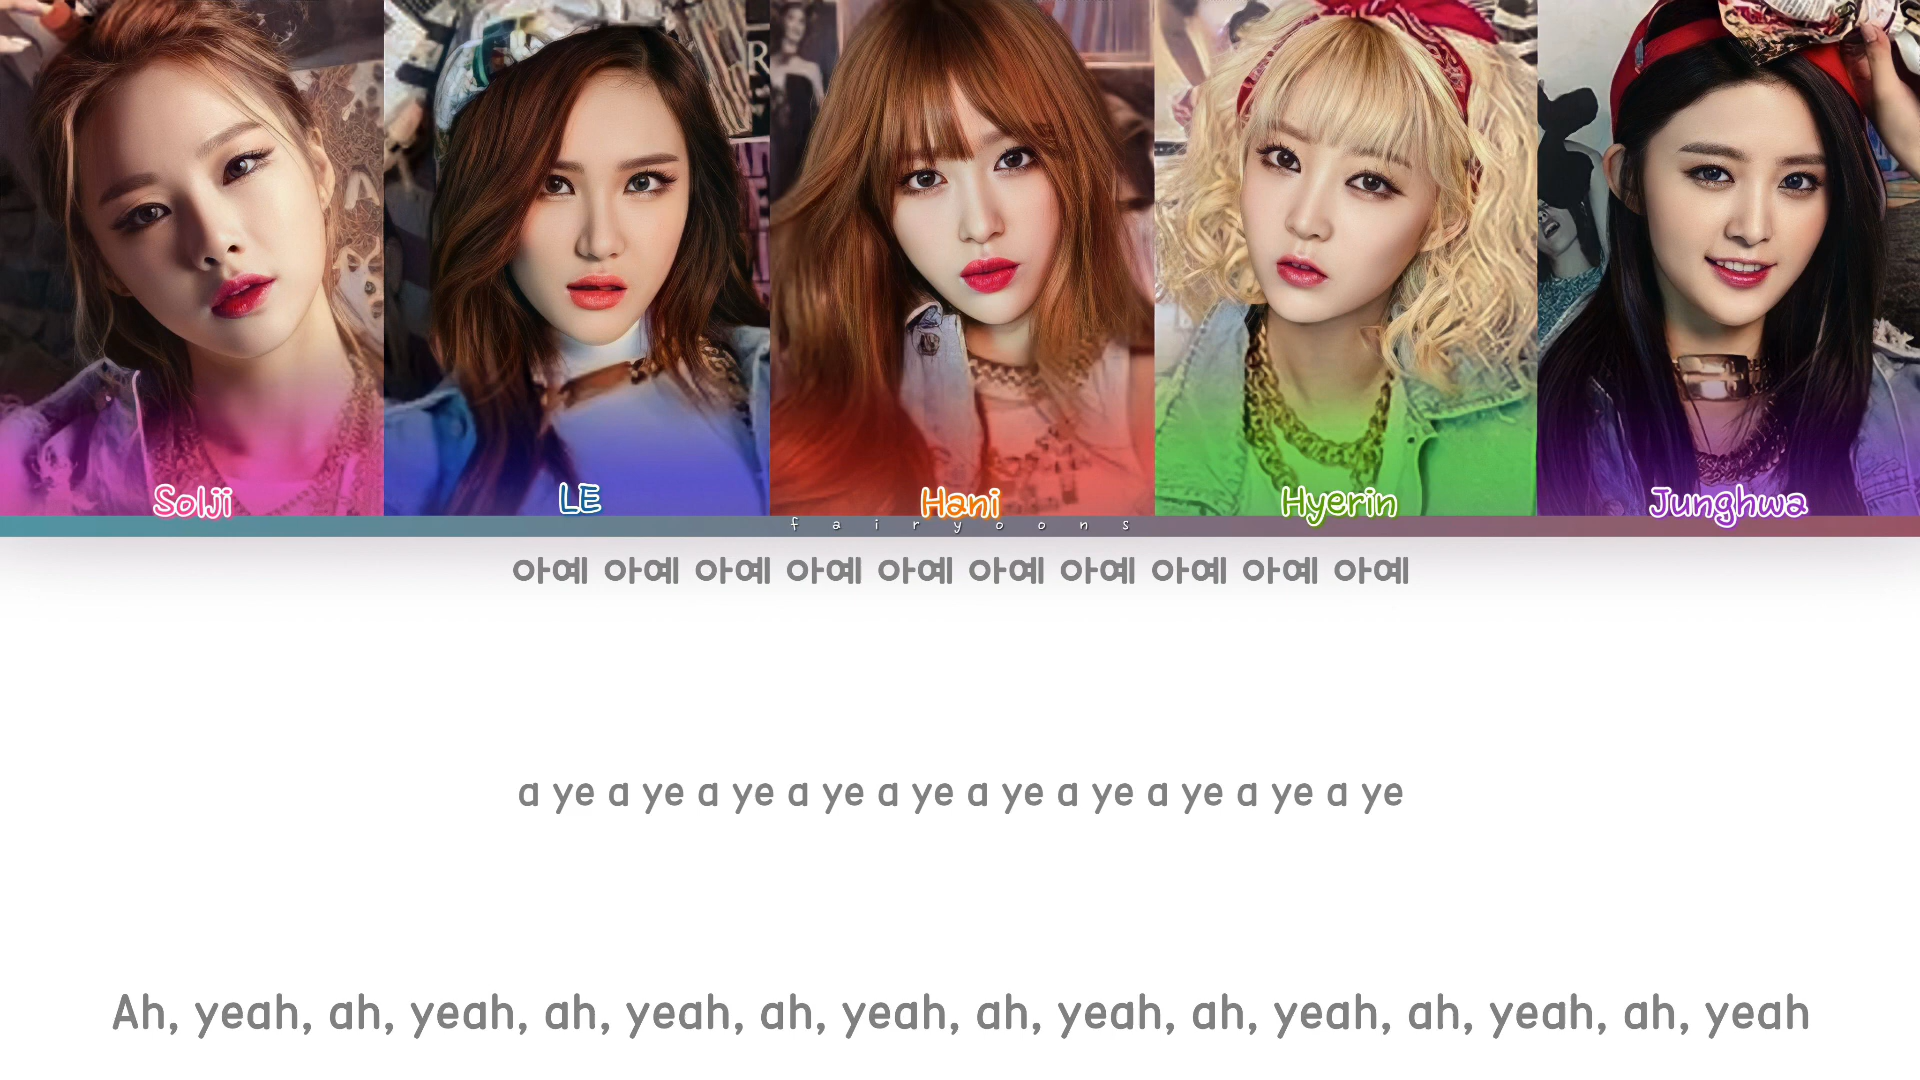 Solji
LE
Hani
Hyerin
Junghwa
fairyoons
아예 아예 아예 아예 아예 아예 아예 아예 아예 아예
a ye a ye a ye a ye a ye a ye a ye a ye a ye a ye
Ah, yeah, ah, yeah, ah, yeah, ah, yeah, ah, yeah, ah, yeah, ah, yeah, ah, yeah